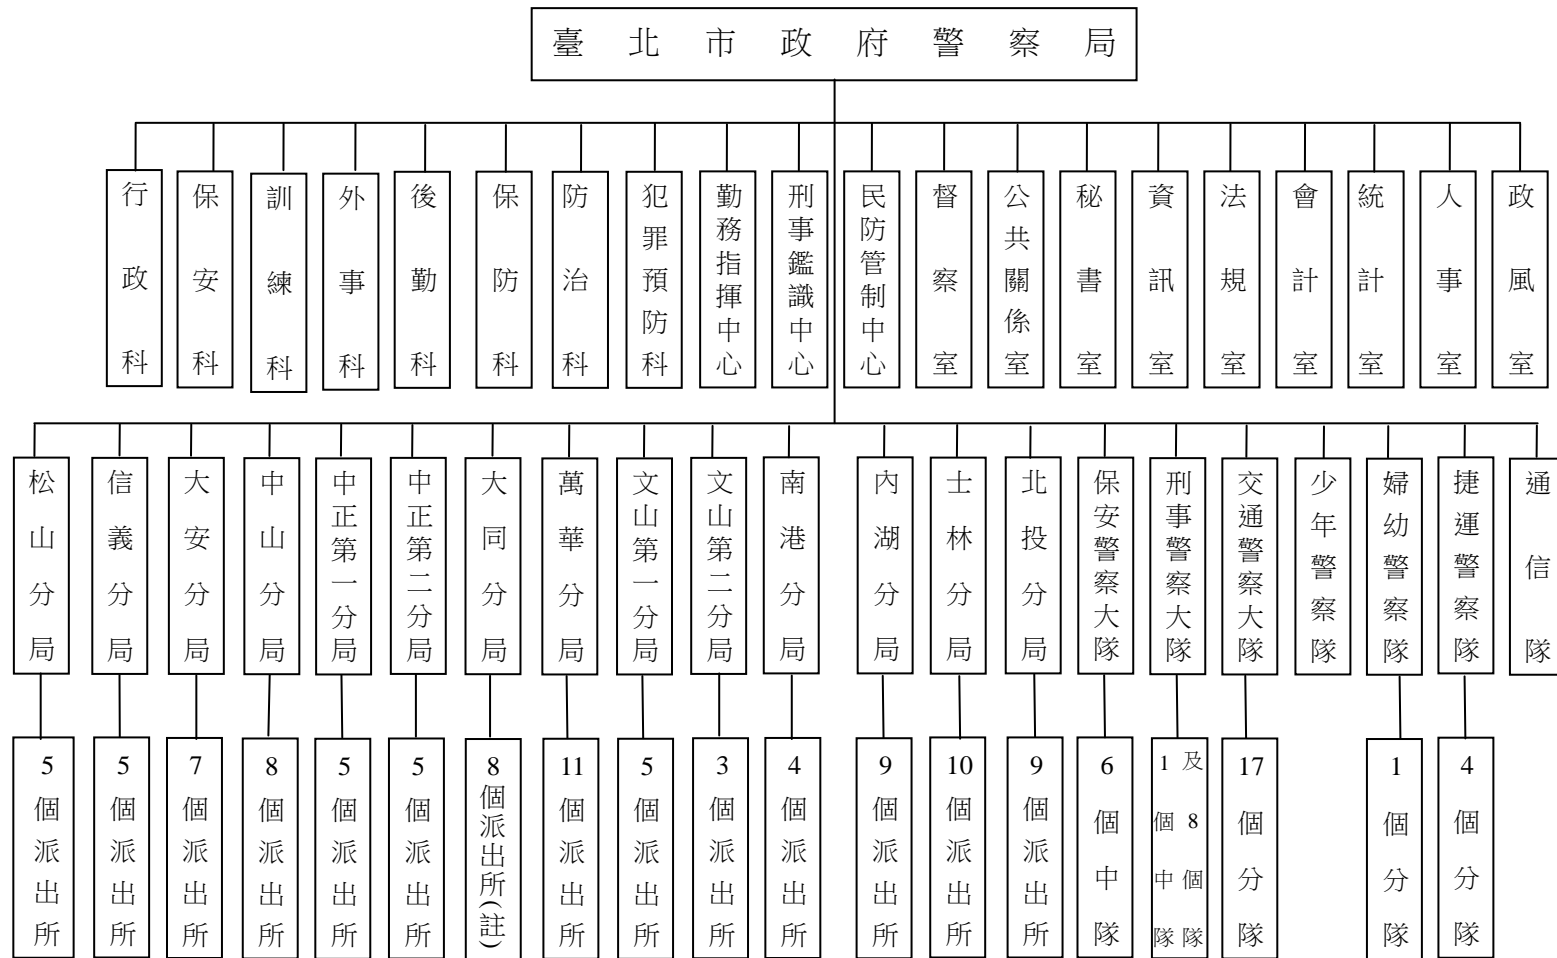 臺北市政府警察局
行政科
保安科
訓練科
外事科
後勤科
保防科
防治科
犯罪預防科
勤務指揮中心
刑事鑑識中心
民防管制中心
督察室
公共關係室
秘書室
資訊室
法規室
會計室
統計室
人事室
政風室
松山分局
信義分局
大安分局
中山分局
中正第一分局
中正第二分局
大同分局
萬華分局
文山第一分局
文山第二分局
南港分局
內湖分局
士林分局
北投分局
保安警察大隊
刑事警察大隊
交通警察大隊
少年警察隊
婦幼警察隊
捷運警察隊
通信隊
5個派出所
5個派出所
7個派出所
8個派出所
5個派出所
5個派出所
8個派出所(註)
11個派出所
5個派出所
3個派出所
4個派出所
9個派出所
10個派出所
9個派出所
6個中隊
1個中隊
及8個隊
17個分隊
1個分隊
4個分隊